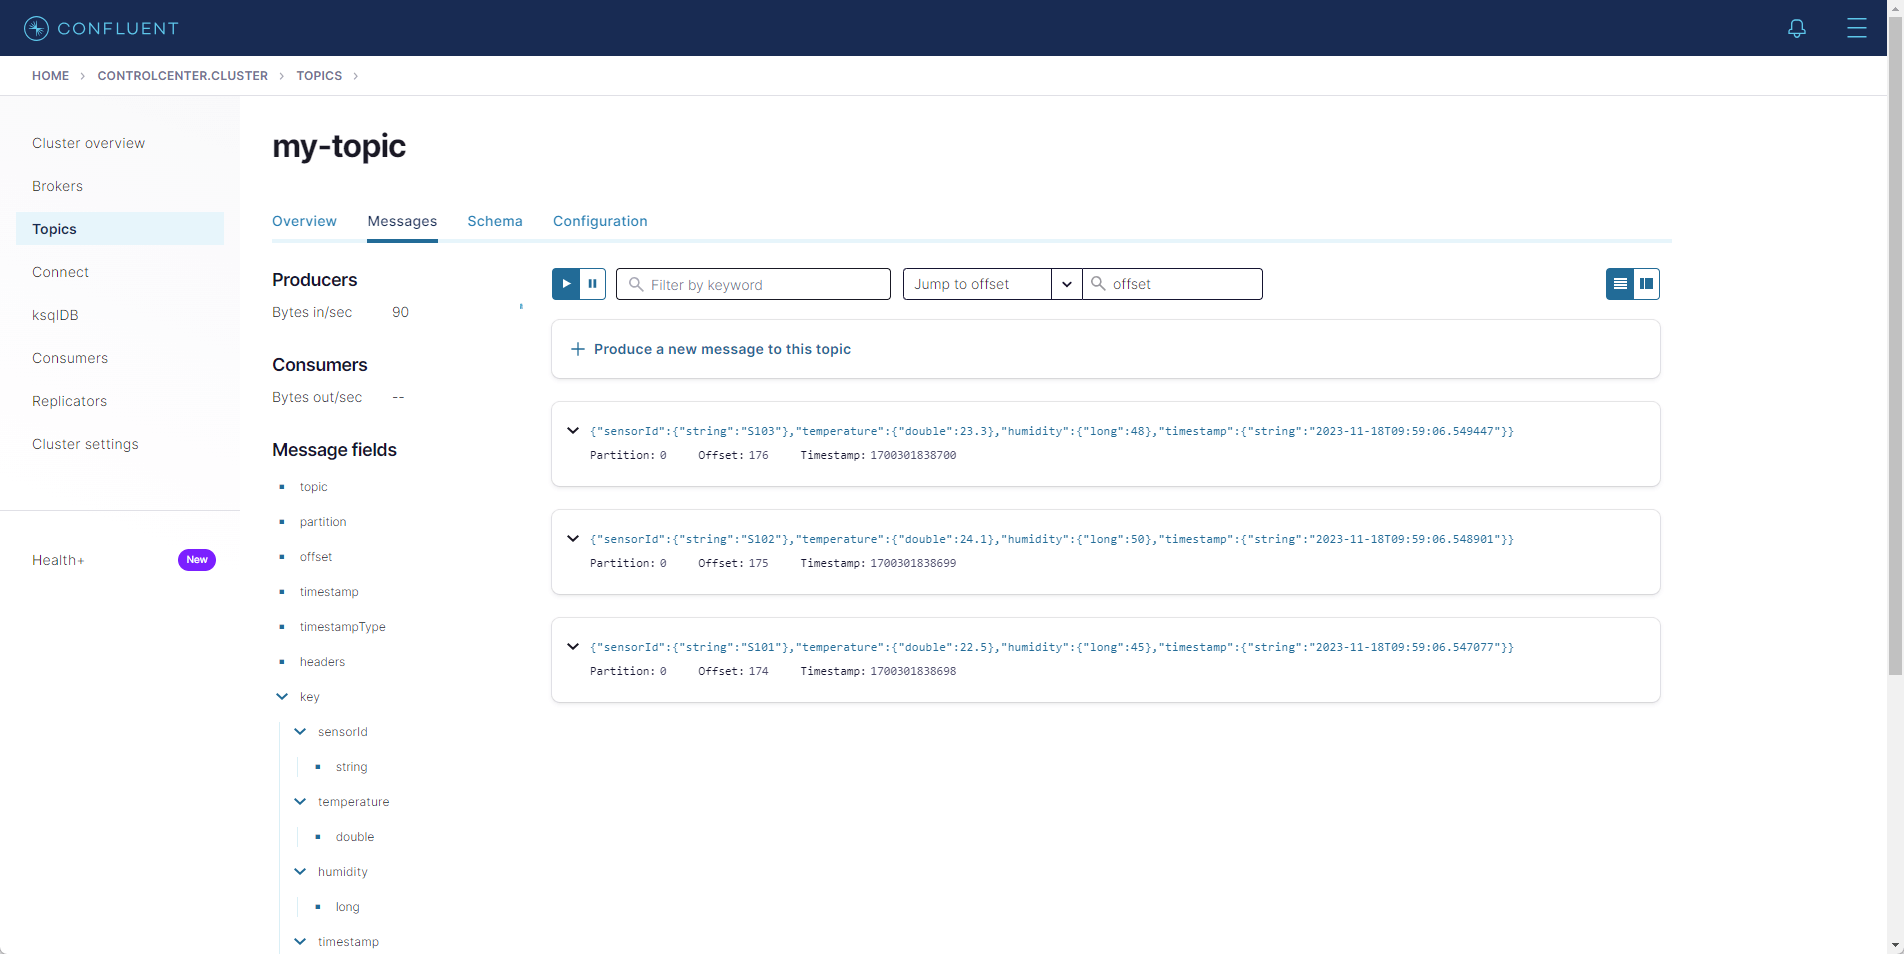 CONFLUENT
HOME > CONTROLCENTER.CLUSTER > TOPICS >
Cluster overview
Brokers
Topics
Connect
ksqlDB
Consumers
Replicators
Cluster settings
Health+ New
my-topic
Overview Messages Schema Configuration
Producers
Bytes in/sec 90
Consumers
Bytes out/sec --
Message fields
topic
partition
offset
timestamp
timestampType
headers
key
sensorId
string
temperature
double
humidity
long
timestamp
Filter by keyword Jump to offset offset
Produce a new message to this topic
{"sensorId":{"string":"S103"},"temperature":{"double":23.3},"humidity":{"long":48},"timestamp":{"string":"2023-11-18T09:59:06.549447"}}
Partition: 0 Offset: 176 Timestamp: 1700301838700
{"sensorId":{"string":"S102"},"temperature":{"double":24.1},"humidity":{"long":50},"timestamp":{"string":"2023-11-18T09:59:06.548901"}}
Partition: 0 Offset: 175 Timestamp: 1700301838699
{"sensorId":{"string":"S101"},"temperature":{"double":22.5},"humidity":{"long":45},"timestamp":{"string":"2023-11-18T09:59:06.547077"}}
Partition: 0 Offset: 174 Timestamp: 1700301838698